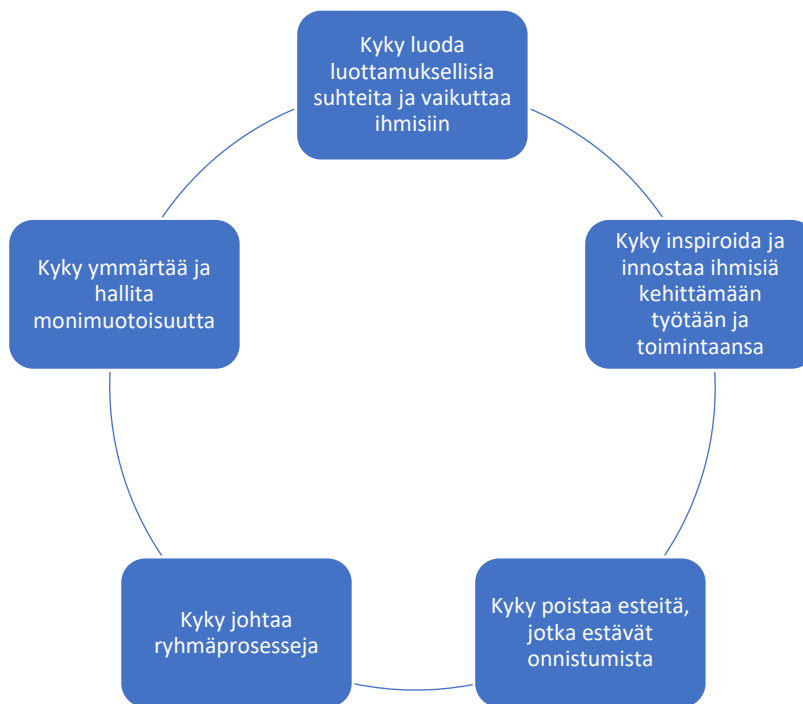 Kyky luoda
luottamuksellisia
suhteita ja vaikuttaa
ihmisiin
Kyky inspiroida ja
innostaa ihmisiä
kehittämään
työtään ja
toimintaansa
Kyky poistaa esteitä,
jotka estävät
onnistumista
Kyky johtaa
ryhmäprosesseja
Kyky ymmärtää ja
hallita
monimuotoisuutta